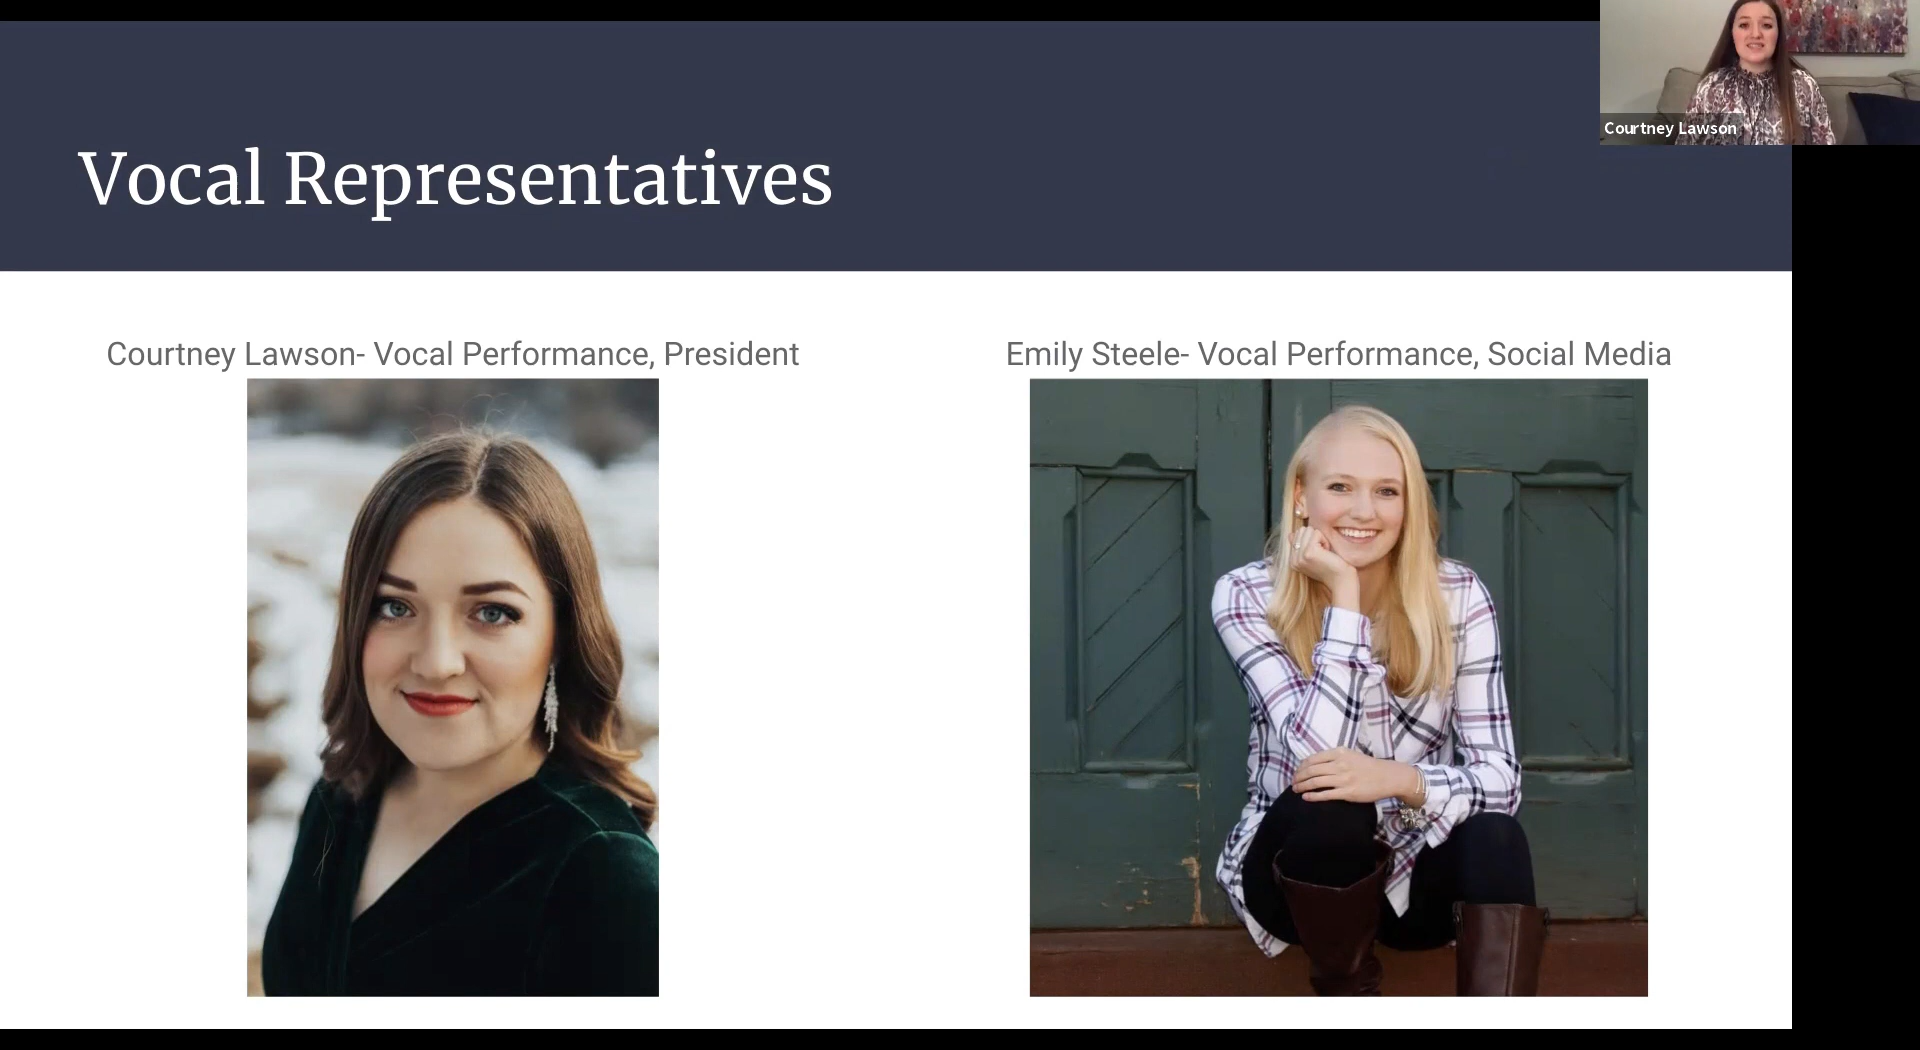 Vocal Representatives
Courtney Lawson
Courtney Lawson- Vocal Performance, President
Emily Steele- Vocal Performance, Social Media